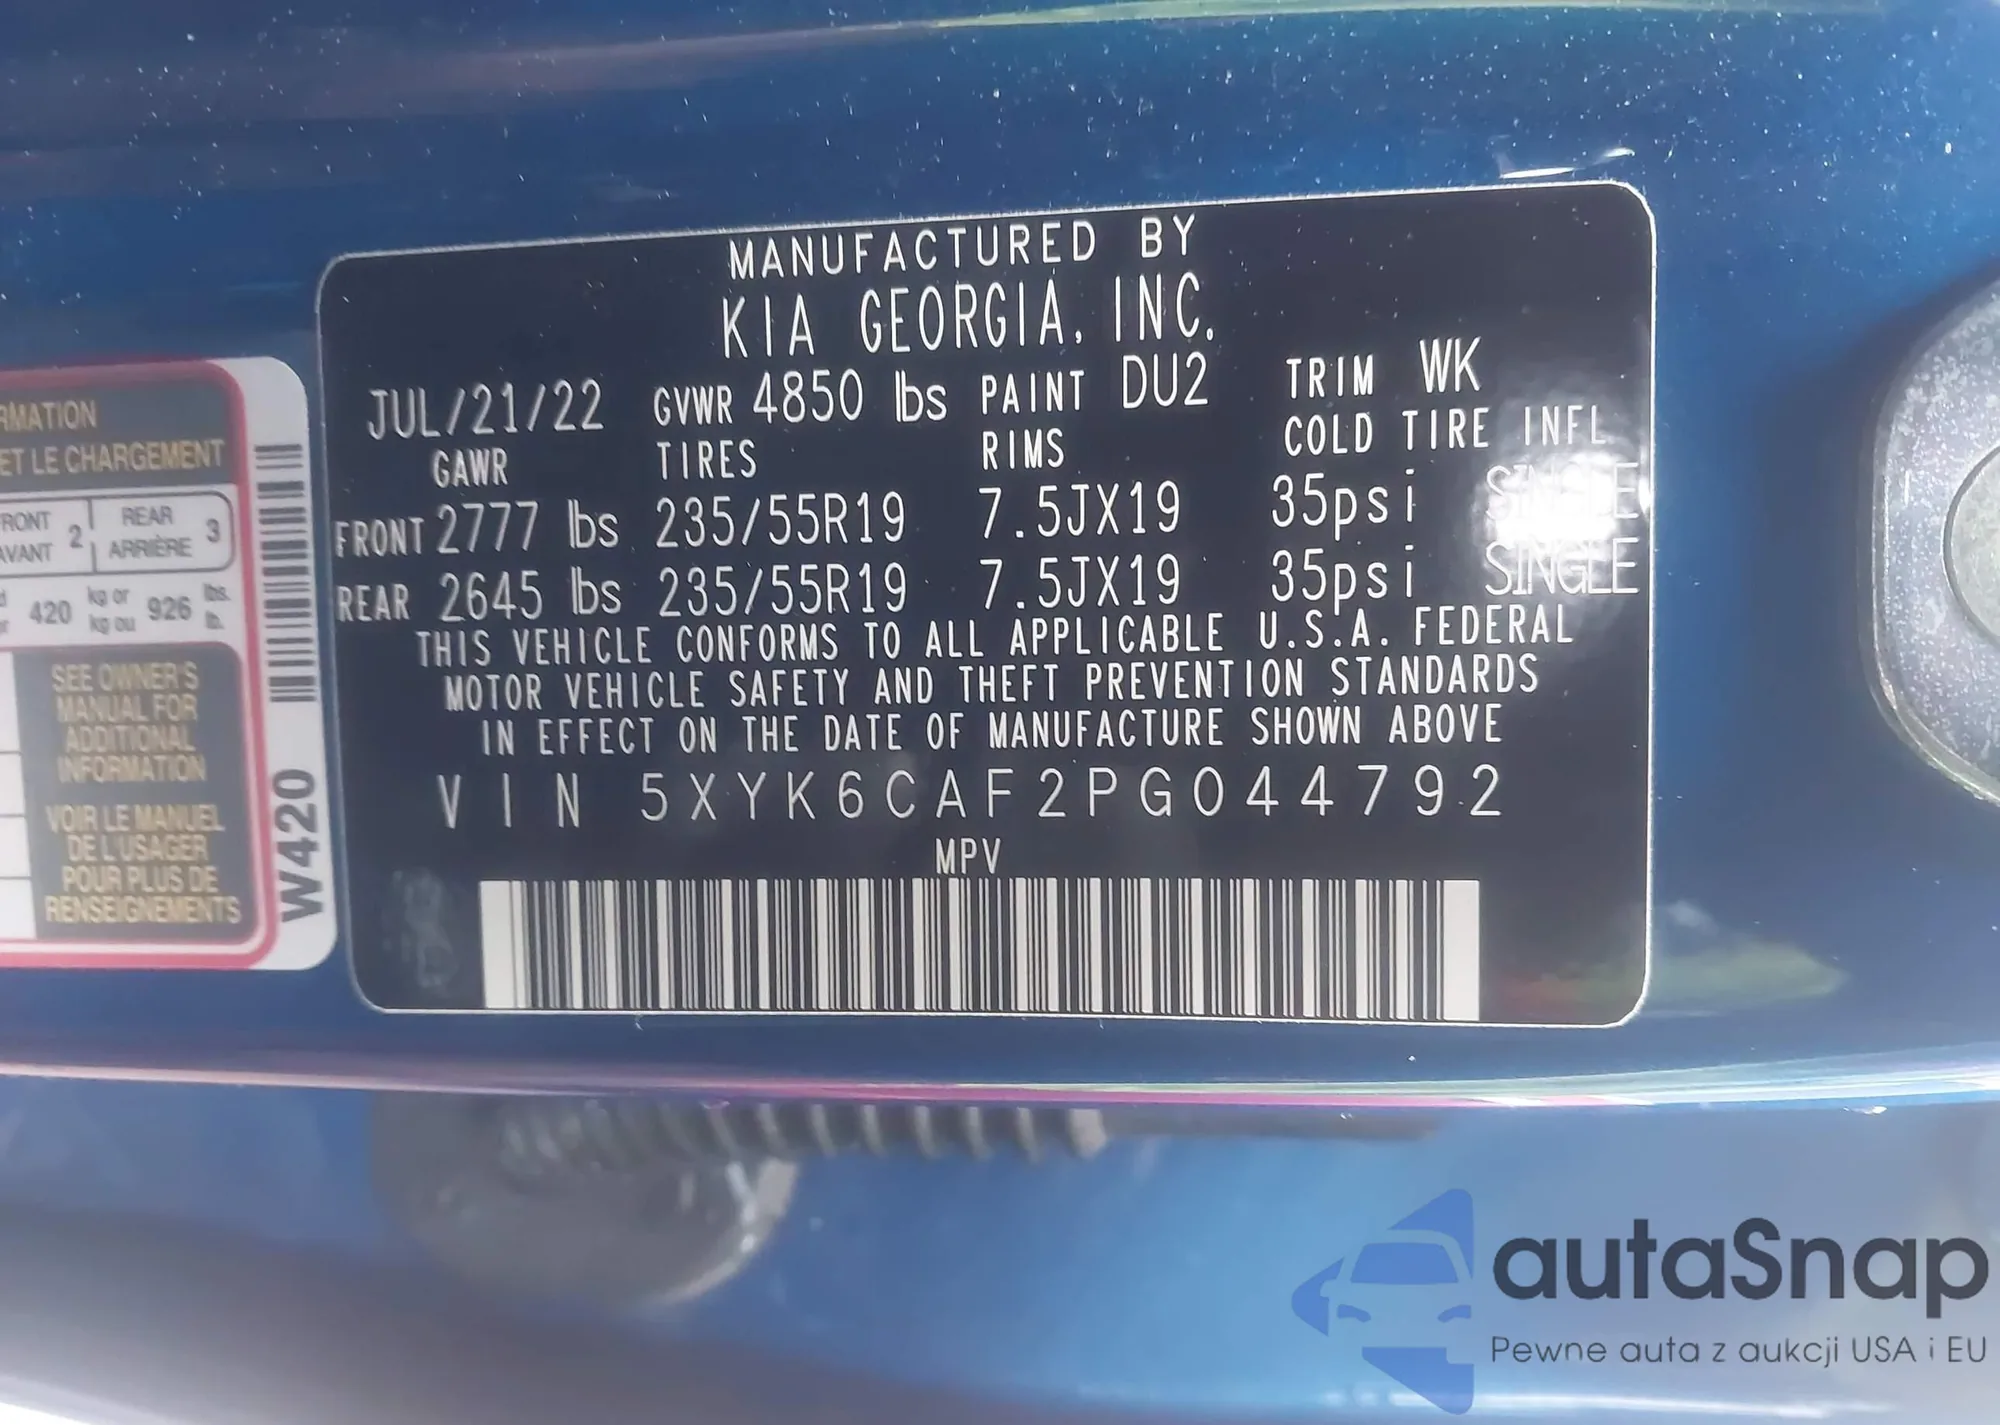 MANUFACTURED BY
KIA GEORGIA, INC.
JUL/21/22 GVWR 4850 lbs PAINT DU2 TRIM WK
GAWR TIRES RIMS COLD TIRE INFL
FRONT 2777 lbs 235/55R19 7.5JX19 35psi SINGLE
REAR 2645 lbs 235/55R19 7.5JX19 35psi SINGLE
THIS VEHICLE CONFORMS TO ALL APPLICABLE U.S.A. FEDERAL
MOTOR VEHICLE SAFETY AND THEFT PREVENTION STANDARDS
IN EFFECT ON THE DATE OF MANUFACTURE SHOWN ABOVE
VIN 5XYK6CAF2PG044792
MPV
RMATION
ET LE CHARGEMENT
FRONT 2 REAR 3
AVANT ARRIÈRE
420 kg or 926 lbs.
kg ou lb.
SEE OWNER'S
MANUAL FOR
ADDITIONAL
INFORMATION
VOIR LE MANUEL
DE L'USAGER
POUR PLUS DE
RENSEIGNEMENTS
W420
autaSnap
Pewne auta z aukcji USA i EU